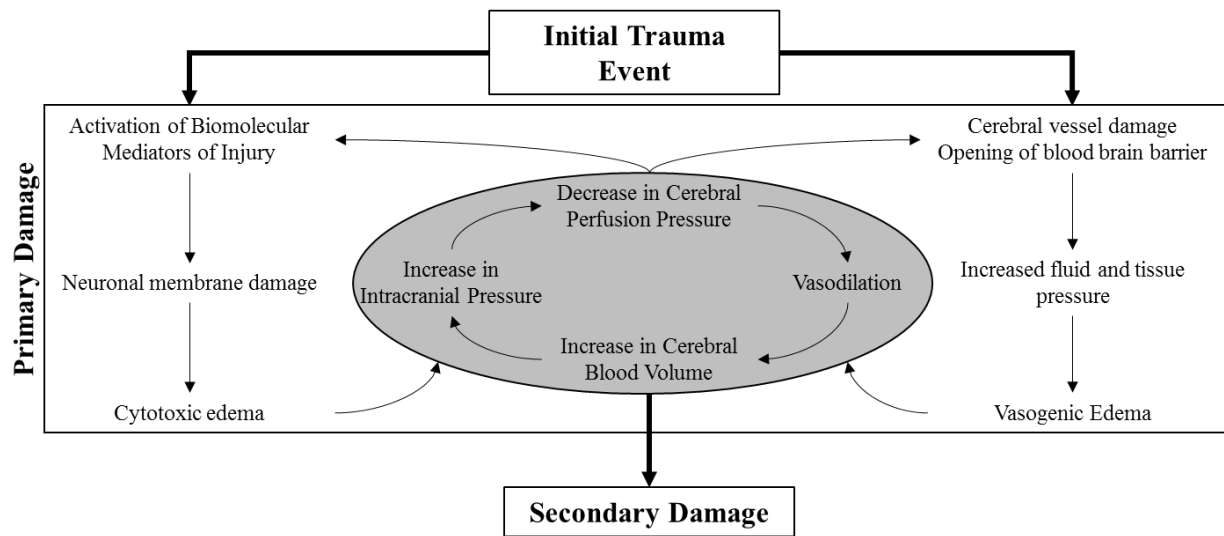 Initial Trauma
Event
Primary Damage
Activation of Biomolecular
Mediators of Injury
Neuronal membrane damage
Cytotoxic edema
Decrease in Cerebral
Perfusion Pressure
Vasodilation
Increase in Cerebral
Blood Volume
Increase in
Intracranial Pressure
Cerebral vessel damage
Opening of blood brain barrier
Increased fluid and tissue
pressure
Vasogenic Edema
Secondary Damage